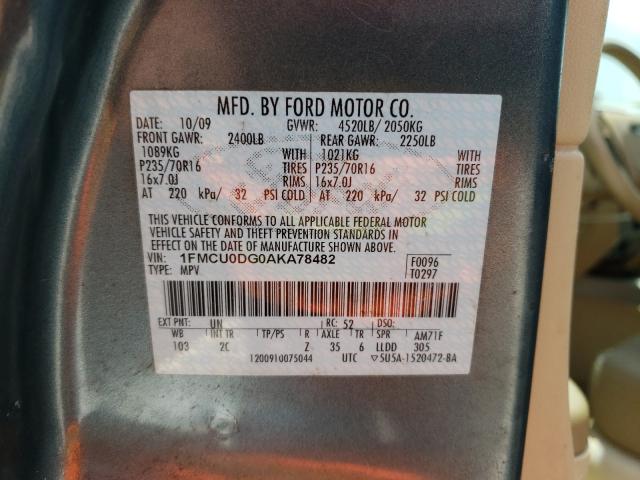 MFD. BY FORD MOTOR CO.
DATE: 10/09 GVWR: 4520LB/ 2050KG
FRONT GAWR: 2400LB REAR GAWR: 2250LB
1089KG WITH 1021KG WITH
P235/70R16 TIRES P235/70R16 TIRES
16x7.0J RIMS 16x7.0J RIMS
AT 220 kPa/ 32 PSI COLD AT 220 kPa/ 32 PSI COLD
THIS VEHICLE CONFORMS TO ALL APPLICABLE FEDERAL MOTOR
VEHICLE SAFETY AND THEFT PREVENTION STANDARDS IN
EFFECT ON THE DATE OF MANUFACTURE SHOWN ABOVE.
VIN: 1FMCU0DG0AKA78482 F0096
TYPE: MPV T0297
EXT PNT: UN RC: 52 DSO:
WB INT TR TP/PS R AXLE TR SPR AM71F
103 2C Z 35 6 LLDD 305
1200910075044 UTC ▽5U5A-1520472-BA